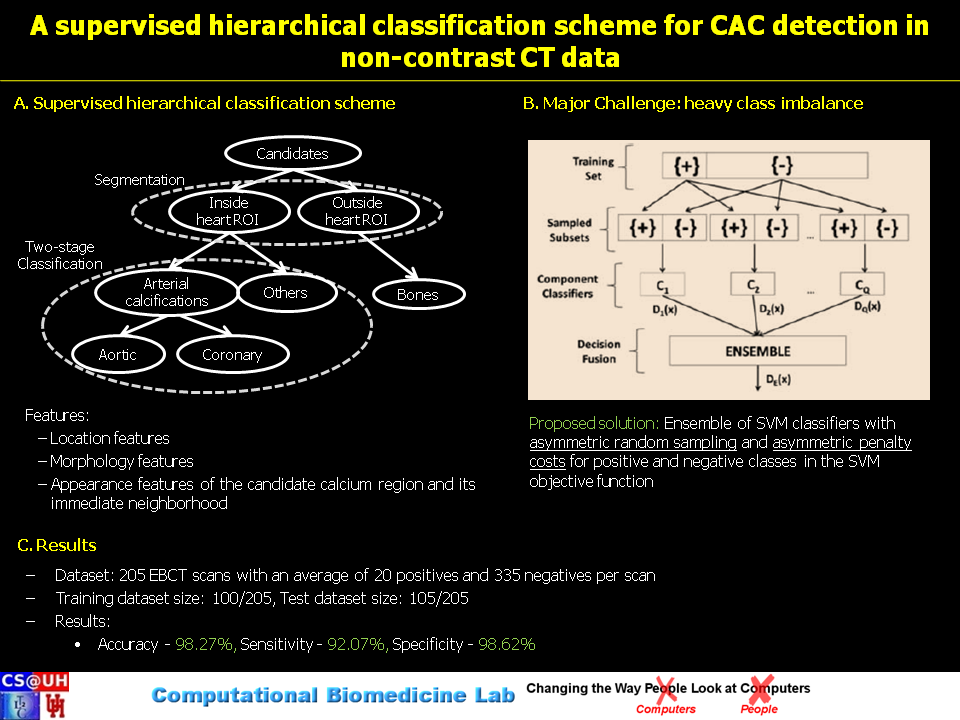 A supervised hierarchical classification scheme for CAC detection in
non-contrast CT data
A. Supervised hierarchical classification scheme
Candidates
Segmentation
Inside
heart ROI
Outside
heart ROI
Two-stage
Classification
Arterial
calcifications
Others
Bones
Aortic
Coronary
Features:
– Location features
– Morphology features
– Appearance features of the candidate calcium region and its
immediate neighborhood
B. Major Challenge: heavy class imbalance
Training
Set
{+} {-}
Sampled
Subsets
{+} {-} {+} {-} ... {+} {-}
Component
Classifiers
C1 C2 ... CQ
D1(x) D2(x) DQ(x)
Decision
Fusion
ENSEMBLE
DE(x)
Proposed solution: Ensemble of SVM classifiers with
asymmetric random sampling and asymmetric penalty
costs for positive and negative classes in the SVM
objective function
C. Results
– Dataset: 205 EBCT scans with an average of 20 positives and 335 negatives per scan
– Training dataset size: 100/205, Test dataset size: 105/205
– Results:
• Accuracy - 98.27%, Sensitivity - 92.07%, Specificity - 98.62%
CS@UH
Computational Biomedicine Lab
Changing the Way People Look at Computers
Computers People